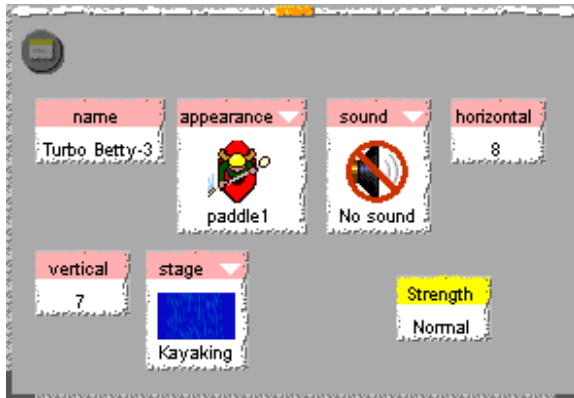 name
Turbo Betty-3
appearance
paddle1
sound
No sound
horizontal
8
vertical
7
stage
Kayaking
Strength
Normal